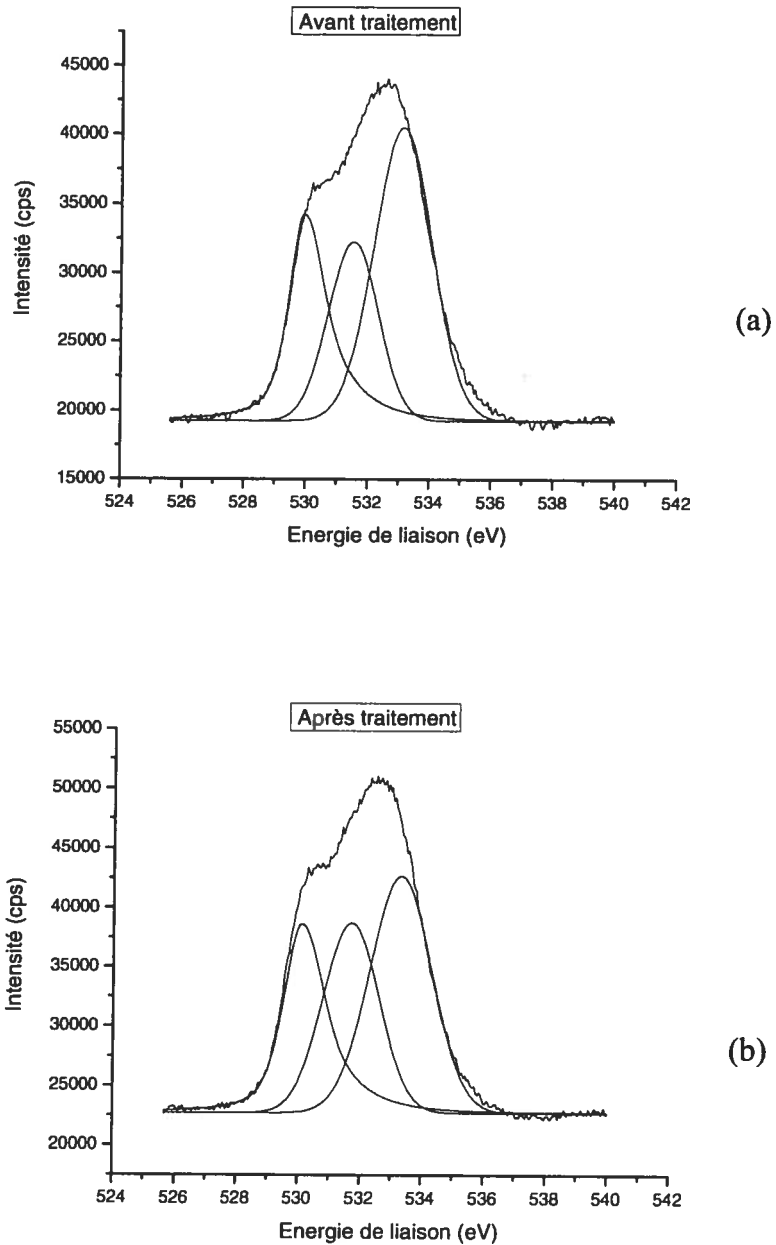 Avant traitement
45000
40000
35000
30000
25000
20000
15000
Intensité (cps)
524 526 528 530 532 534 536 538 540 542
Energie de liaison (eV)
(a)
Après traitement
55000
50000
45000
40000
35000
30000
25000
20000
Intensité (cps)
524 526 528 530 532 534 536 538 540 542
Energie de liaison (eV)
(b)